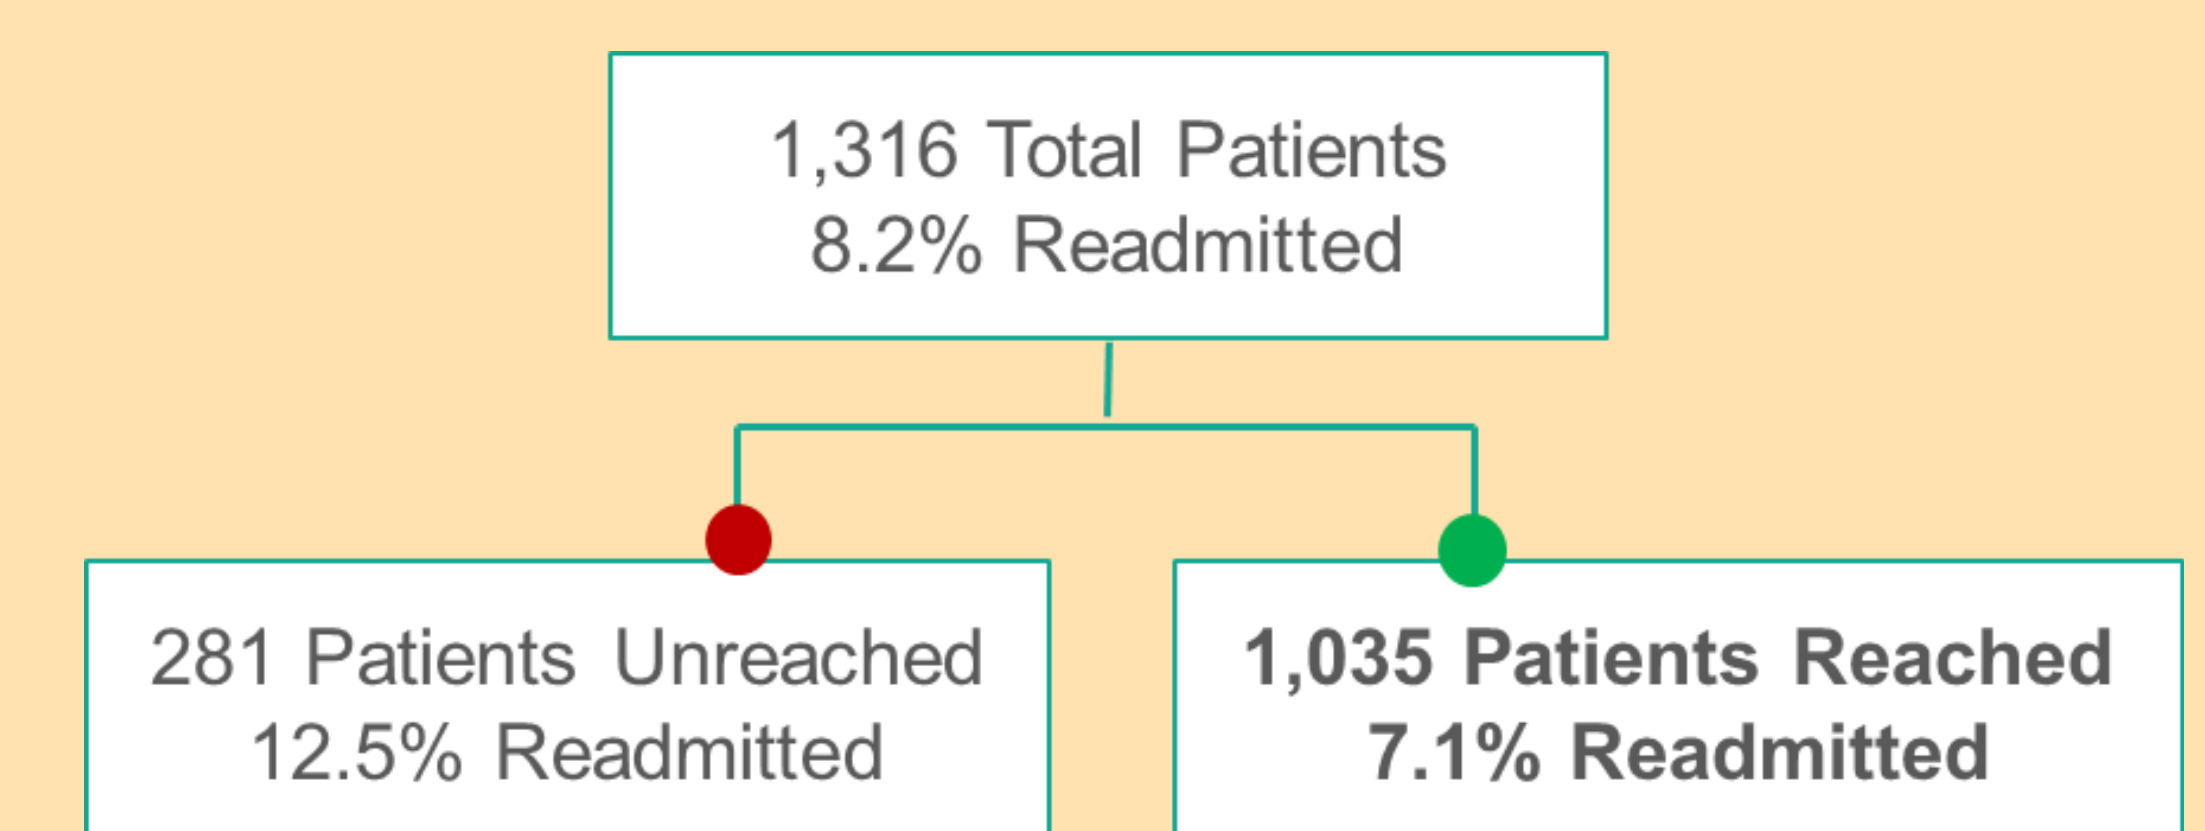 1,316 Total Patients
8.2% Readmitted
281 Patients Unreached
12.5% Readmitted
1,035 Patients Reached
7.1% Readmitted